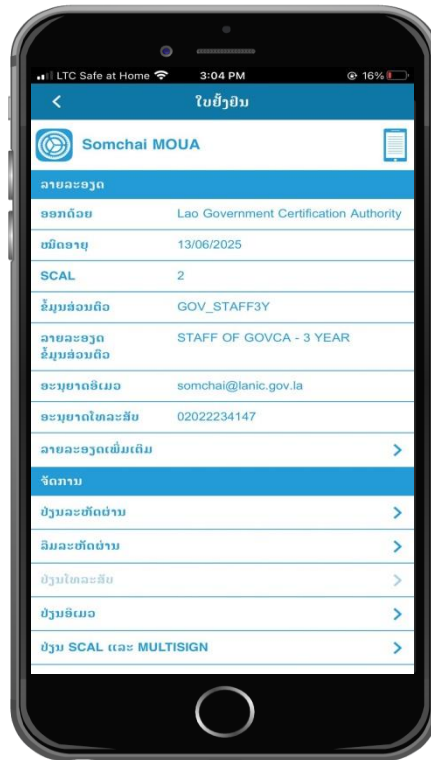 LTC Safe at Home 3:04 PM 16%
ໃບຢັ້ງຢືນ
Somchai MOUA
ລາຍລະອຽດ
ອອກດ້ວຍ Lao Government Certification Authority
ໝົດອາຍຸ 13/06/2025
SCAL 2
ຂໍ້ມູນສ່ວນຕົວ GOV_STAFF3Y
ລາຍລະອຽດ STAFF OF GOVCA - 3 YEAR
ຂໍ້ມູນສ່ວນຕົວ
ອະນຸຍາດອີເມວ somchai@lanic.gov.la
ອະນຸຍາດໂທລະສັບ 02022234147
ລາຍລະອຽດເພີ່ມເຕີມ
ຈັດການ
ປ່ຽນລະຫັດຜ່ານ
ລືມລະຫັດຜ່ານ
ປ່ຽນໂທລະສັບ
ປ່ຽນອີເມວ
ປ່ຽນ SCAL ແລະ MULTISIGN